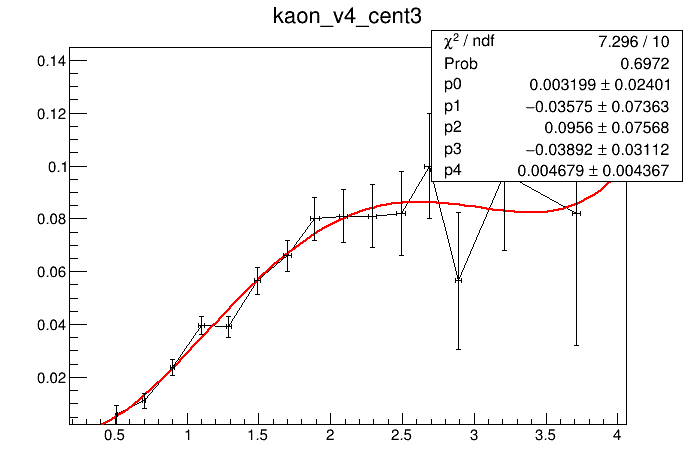 kaon_v4_cent3
χ² / ndf 7.296 / 10
Prob 0.6972
p0 0.003199 ± 0.02401
p1 −0.03575 ± 0.07363
p2 0.0956 ± 0.07568
p3 −0.03892 ± 0.03112
p4 0.004679 ± 0.004367
0.14
0.12
0.1
0.08
0.06
0.04
0.02
0.5 1 1.5 2 2.5 3 3.5 4